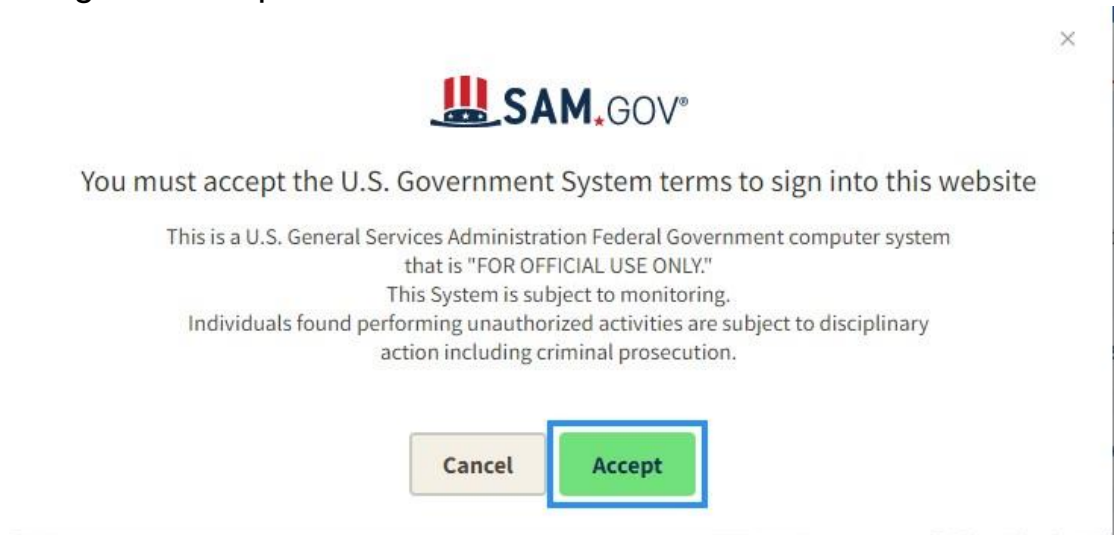 SAM.GOV®
You must accept the U.S. Government System terms to sign into this website
This is a U.S. General Services Administration Federal Government computer system
that is "FOR OFFICIAL USE ONLY."
This System is subject to monitoring.
Individuals found performing unauthorized activities are subject to disciplinary
action including criminal prosecution.
Cancel Accept